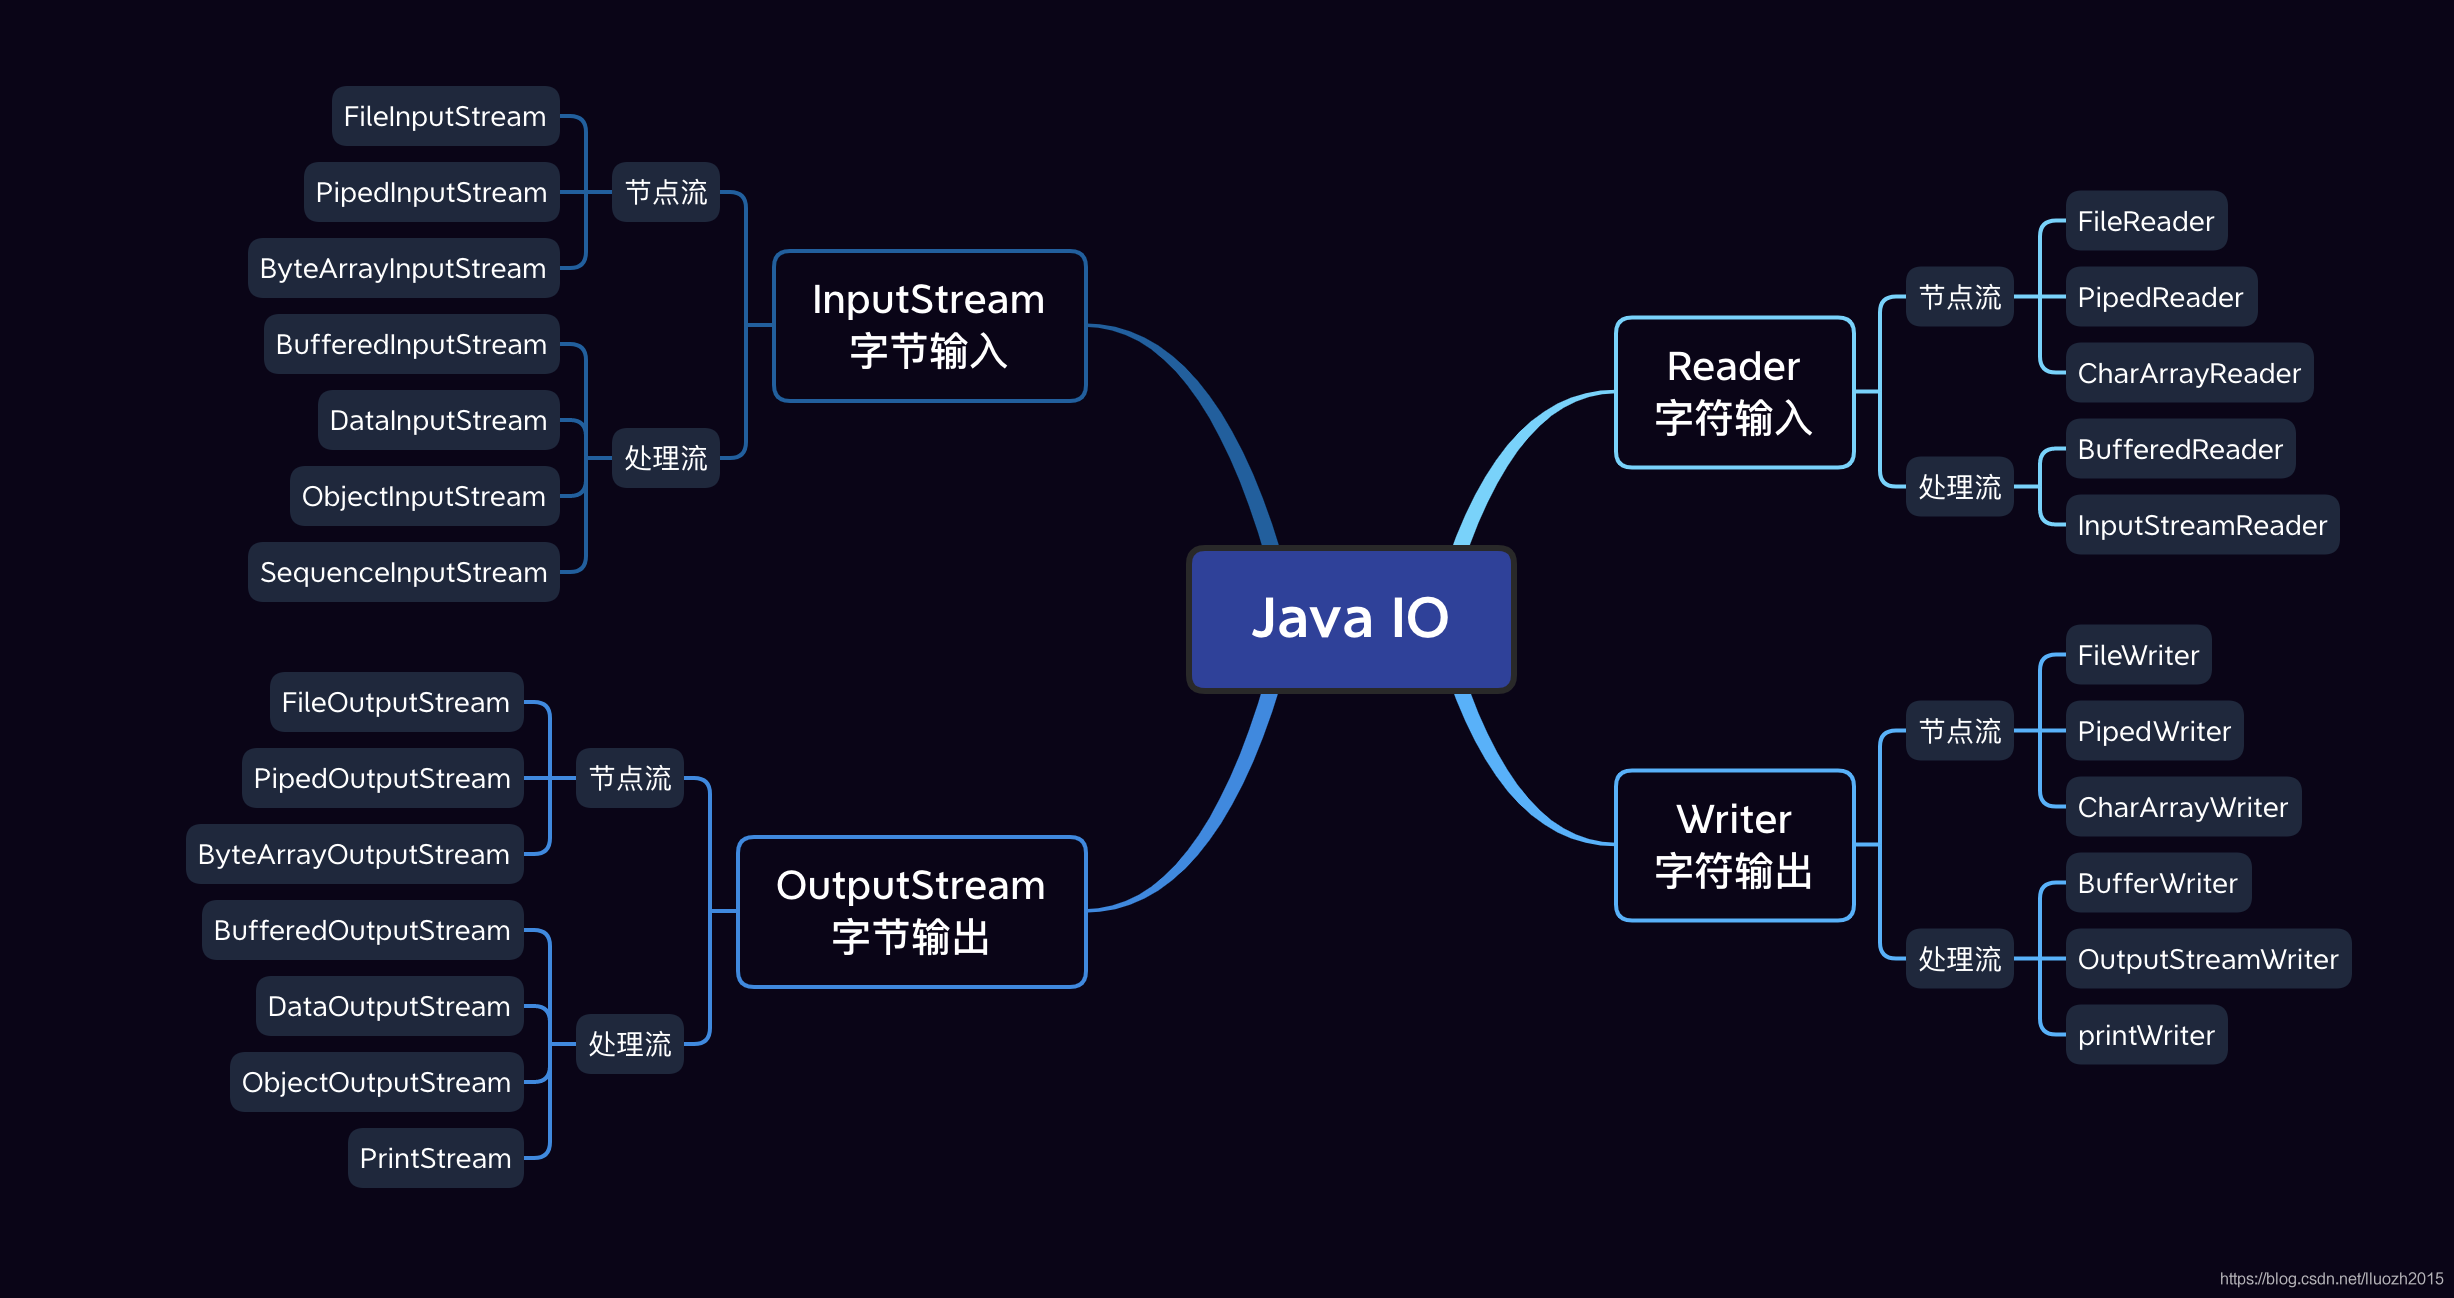 Java IO
InputStream
字节输入
节点流
FileInputStream
PipedInputStream
ByteArrayInputStream
处理流
BufferedInputStream
DataInputStream
ObjectInputStream
SequenceInputStream
OutputStream
字节输出
节点流
FileOutputStream
PipedOutputStream
ByteArrayOutputStream
处理流
BufferedOutputStream
DataOutputStream
ObjectOutputStream
PrintStream
Reader
字符输入
节点流
FileReader
PipedReader
CharArrayReader
处理流
BufferedReader
InputStreamReader
Writer
字符输出
节点流
FileWriter
PipedWriter
CharArrayWriter
处理流
BufferWriter
OutputStreamWriter
printWriter
https://blog.csdn.net/lluozh2015